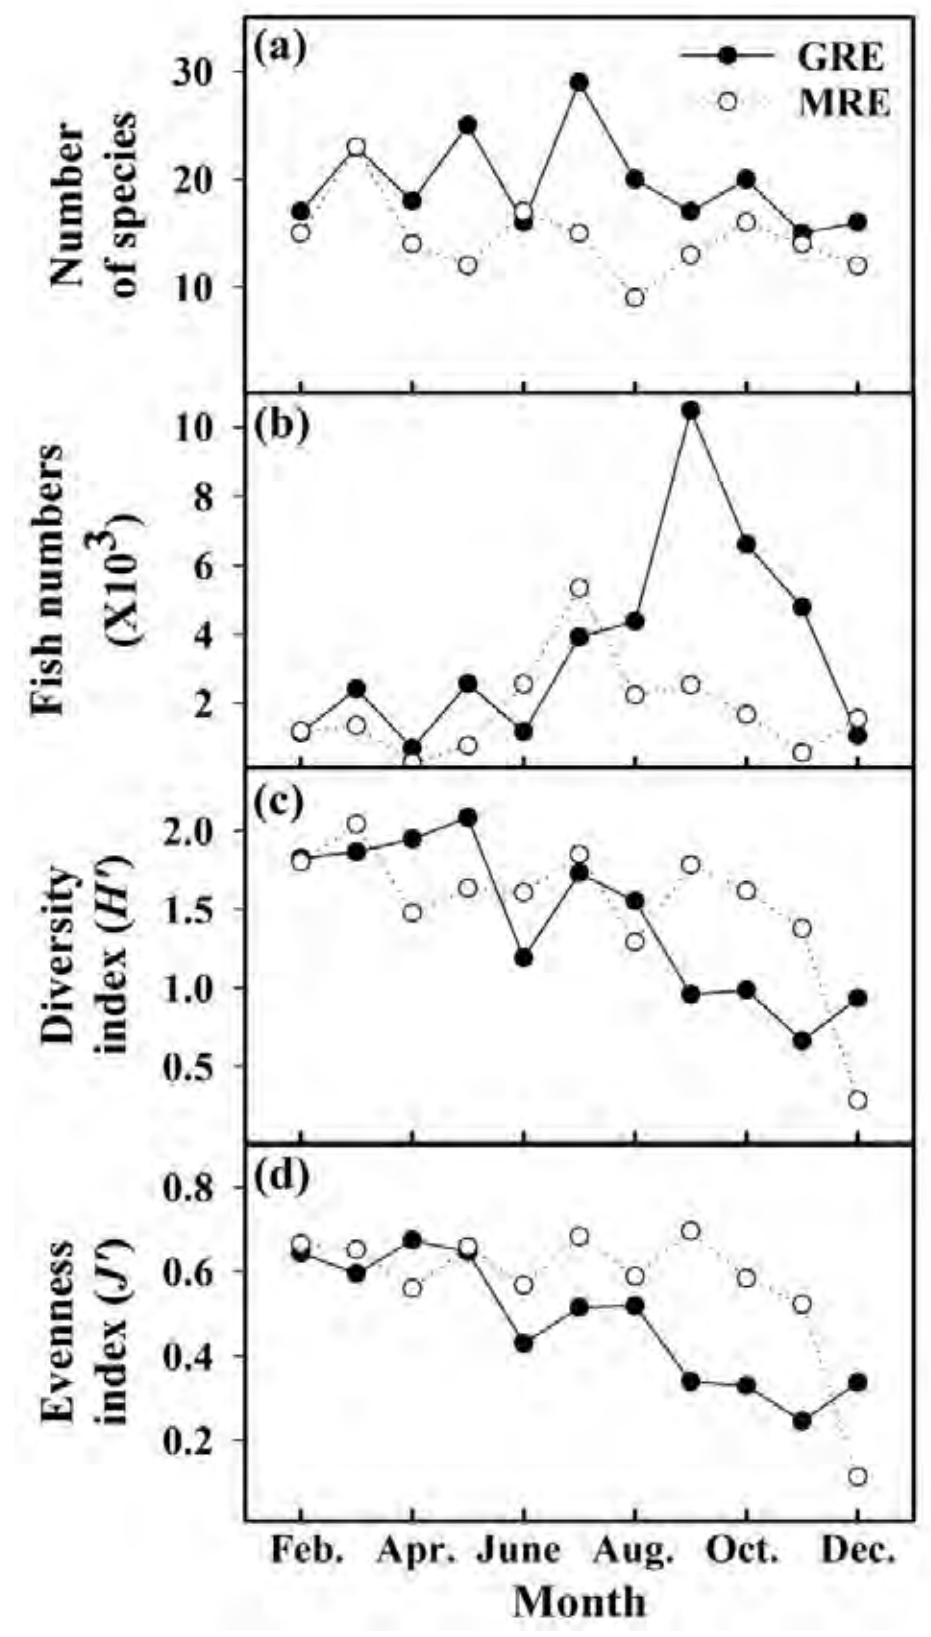 (a)
GRE
MRE
30
20
10
Number
of species
(b)
10
8
6
4
2
Fish numbers
(X10³)
(c)
2.0
1.5
1.0
0.5
Diversity
index (H')
(d)
0.8
0.6
0.4
0.2
Evenness
index (J')
Feb. Apr. June Aug. Oct. Dec.
Month